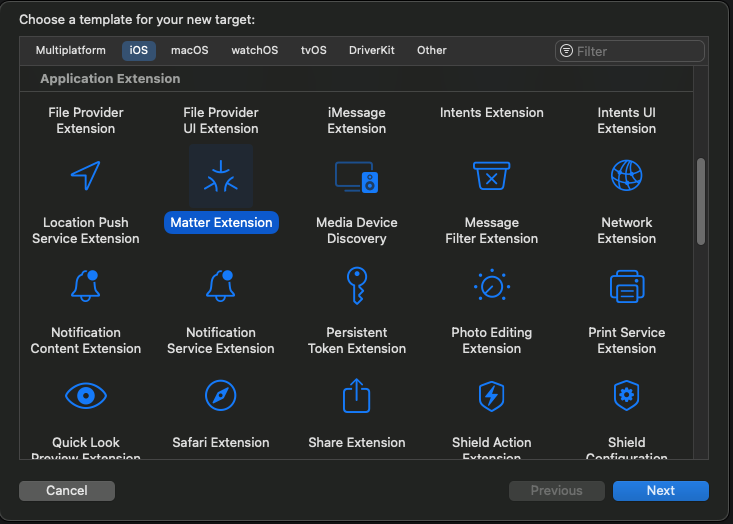 Choose a template for your new target:
Multiplatform iOS macOS watchOS tvOS DriverKit Other Filter
Application Extension
File Provider Extension
File Provider UI Extension
iMessage Extension
Intents Extension
Intents UI Extension
Location Push Service Extension
Matter Extension
Media Device Discovery
Message Filter Extension
Network Extension
Notification Content Extension
Notification Service Extension
Persistent Token Extension
Photo Editing Extension
Print Service Extension
Quick Look Preview Extension
Safari Extension
Share Extension
Shield Action Extension
Shield Configuration
Cancel Previous Next